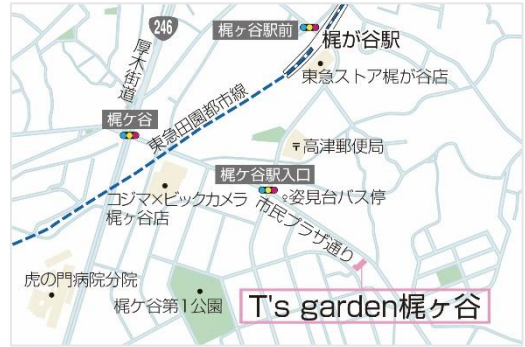 246
厚木街道
梶ケ谷駅前
梶が谷駅
東急ストア梶が谷店
東急田園都市線
梶ケ谷
〒高津郵便局
梶ケ谷駅入口
姿見台バス停
コジマ×ビックカメラ
梶ヶ谷店
市民プラザ通り
虎の門病院分院
梶ケ谷第1公園
T's garden梶ヶ谷